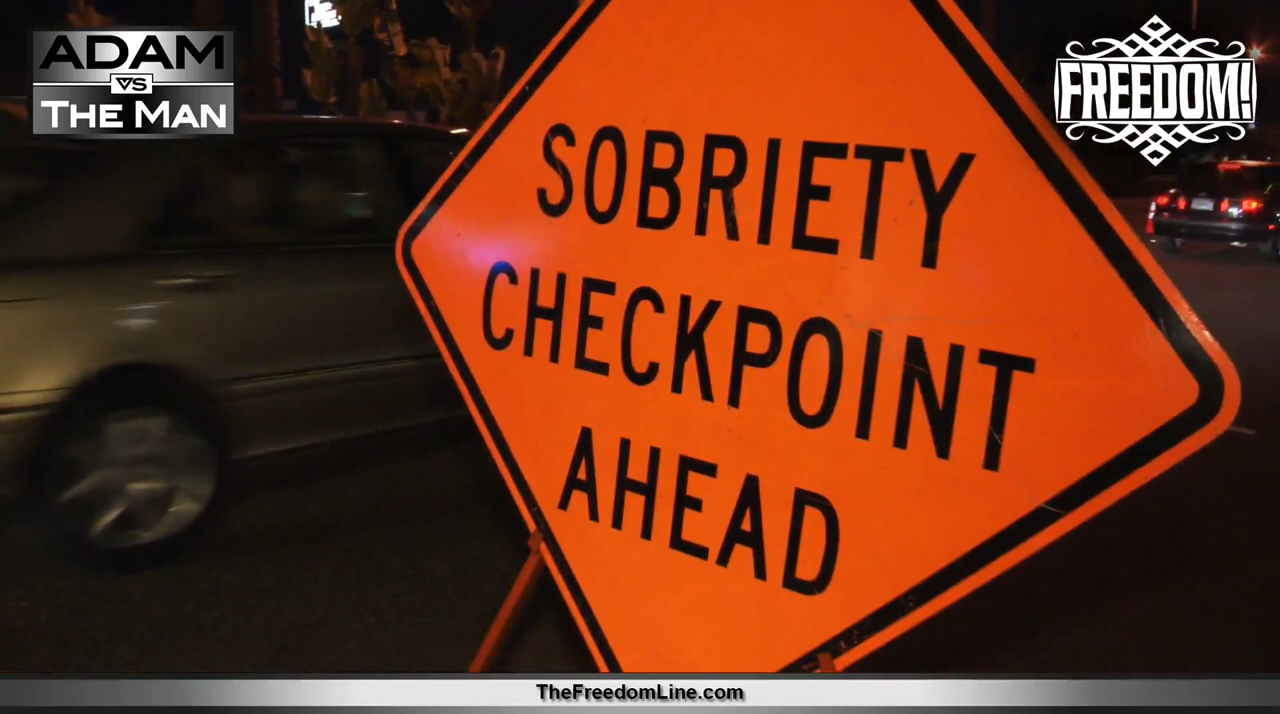 ADAM
VS
THE MAN
FREEDOM!
SOBRIETY
CHECKPOINT
AHEAD
TheFreedomLine.com